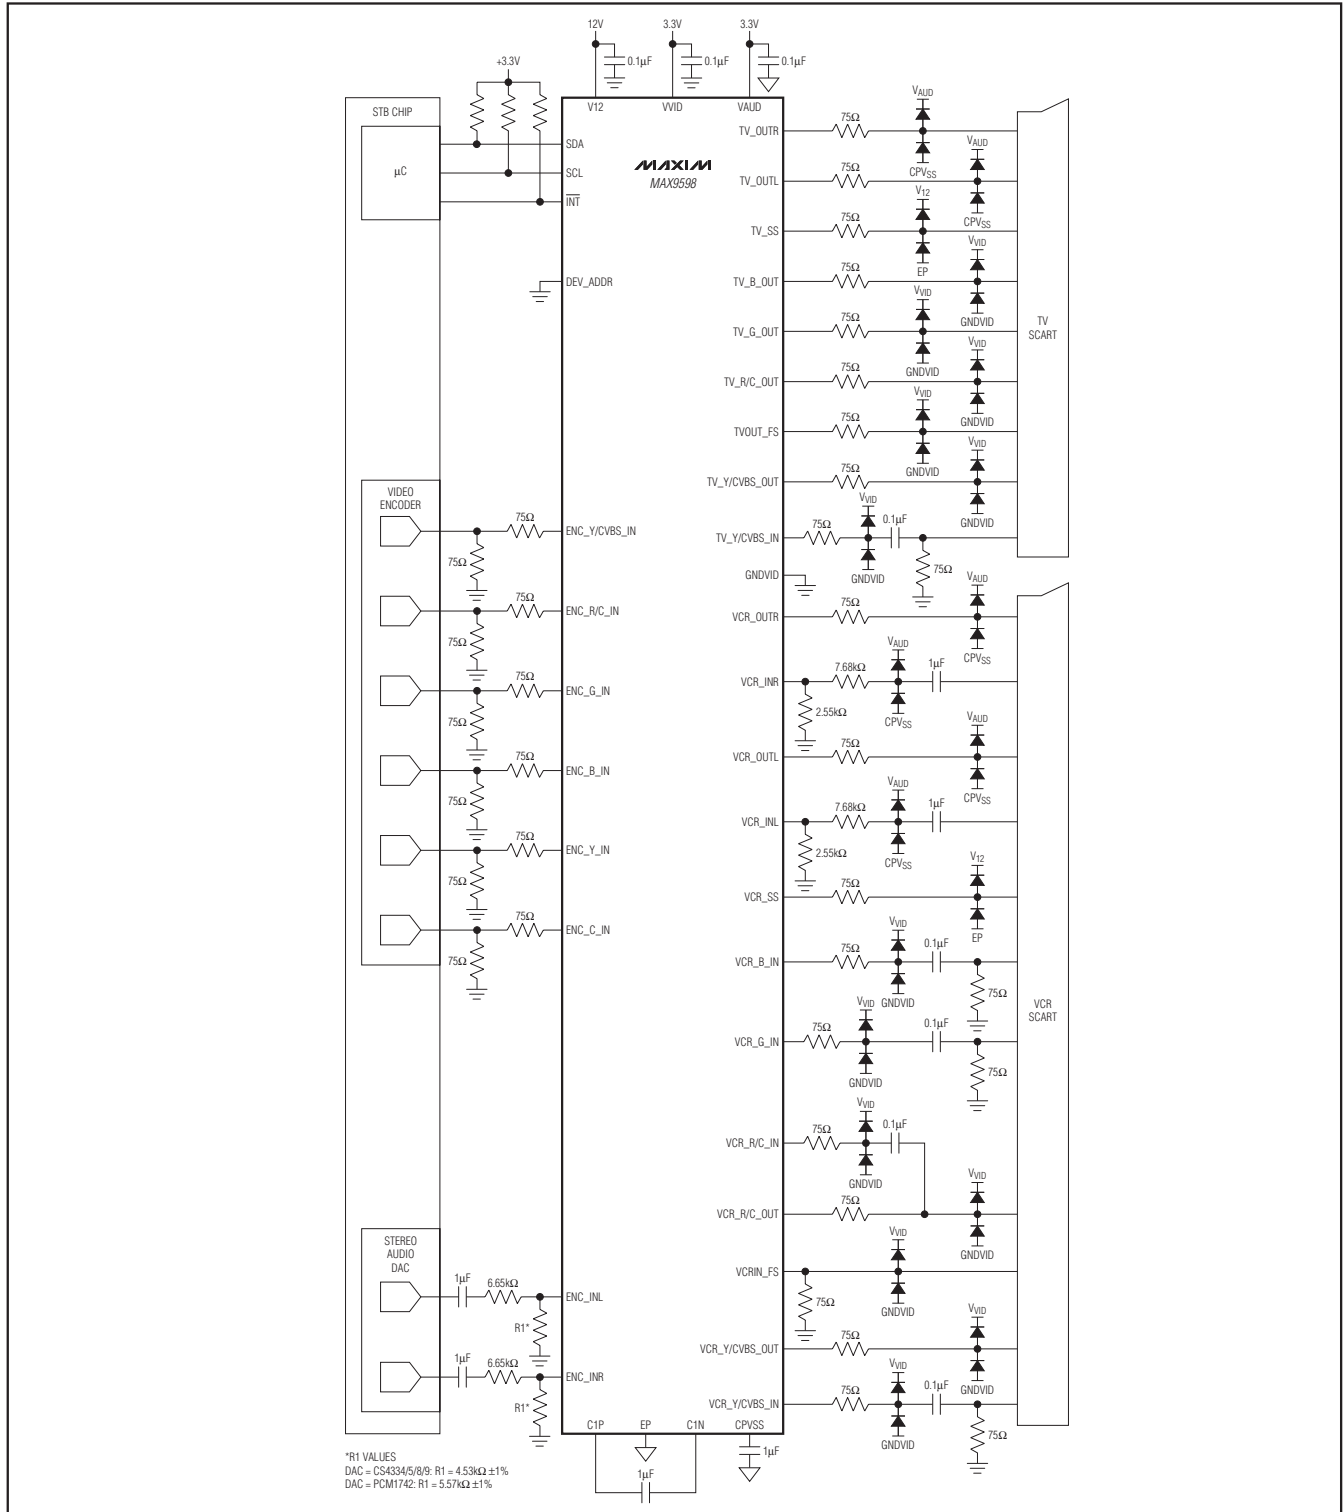 12V
3.3V
3.3V
0.1µF
0.1µF
0.1µF
+3.3V
STB CHIP
µC
V12
VVID
VAUD
SDA
SCL
INT
DEV_ADDR
MAXIM
MAX9598
TV_OUTR
75Ω
VAUD
CPVSS
TV_OUTL
75Ω
VAUD
CPVSS
TV_SS
75Ω
V12
EP
TV_B_OUT
75Ω
VVID
GNDVID
TV_G_OUT
75Ω
VVID
GNDVID
TV_R/C_OUT
75Ω
VVID
GNDVID
TVOUT_FS
75Ω
VVID
GNDVID
TV_Y/CVBS_OUT
75Ω
VVID
GNDVID
TV_Y/CVBS_IN
75Ω
VVID
GNDVID
0.1µF
75Ω
TV
SCART
GNDVID
VIDEO
ENCODER
75Ω
ENC_Y/CVBS_IN
75Ω
75Ω
ENC_R/C_IN
75Ω
75Ω
ENC_G_IN
75Ω
75Ω
ENC_B_IN
75Ω
75Ω
ENC_Y_IN
75Ω
75Ω
ENC_C_IN
75Ω
VCR_OUTR
75Ω
VAUD
CPVSS
VCR_INR
7.68kΩ
VAUD
CPVSS
1µF
2.55kΩ
VCR_OUTL
75Ω
VAUD
CPVSS
VCR_INL
7.68kΩ
VAUD
CPVSS
1µF
2.55kΩ
VCR_SS
75Ω
V12
EP
VCR_B_IN
75Ω
VVID
GNDVID
0.1µF
75Ω
VCR_G_IN
75Ω
VVID
GNDVID
0.1µF
75Ω
VCR
SCART
VCR_R/C_IN
75Ω
VVID
GNDVID
0.1µF
VCR_R/C_OUT
75Ω
VVID
GNDVID
VCRIN_FS
75Ω
VVID
GNDVID
VCR_Y/CVBS_OUT
75Ω
VVID
GNDVID
VCR_Y/CVBS_IN
75Ω
VVID
GNDVID
0.1µF
75Ω
STEREO
AUDIO
DAC
1µF
6.65kΩ
ENC_INL
R1*
1µF
6.65kΩ
ENC_INR
R1*
C1P
EP
C1N
CPVSS
1µF
1µF
*R1 VALUES
DAC = CS4334/5/8/9: R1 = 4.53kΩ ±1%
DAC = PCM1742: R1 = 5.57kΩ ±1%